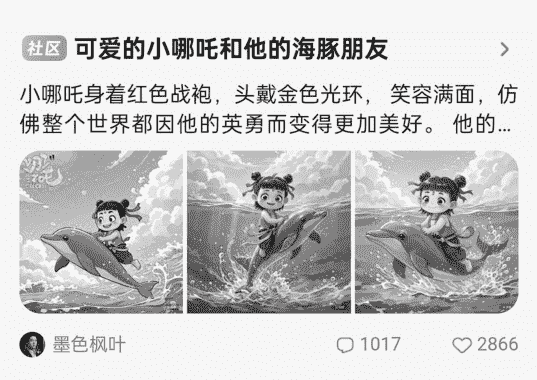 社区 可爱的小哪吒和他的海豚朋友
小哪吒身着红色战袍，头戴金色光环， 笑容满面，仿
佛整个世界都因他的英勇而变得更加美好。 他的...
墨色枫叶 1017 2866